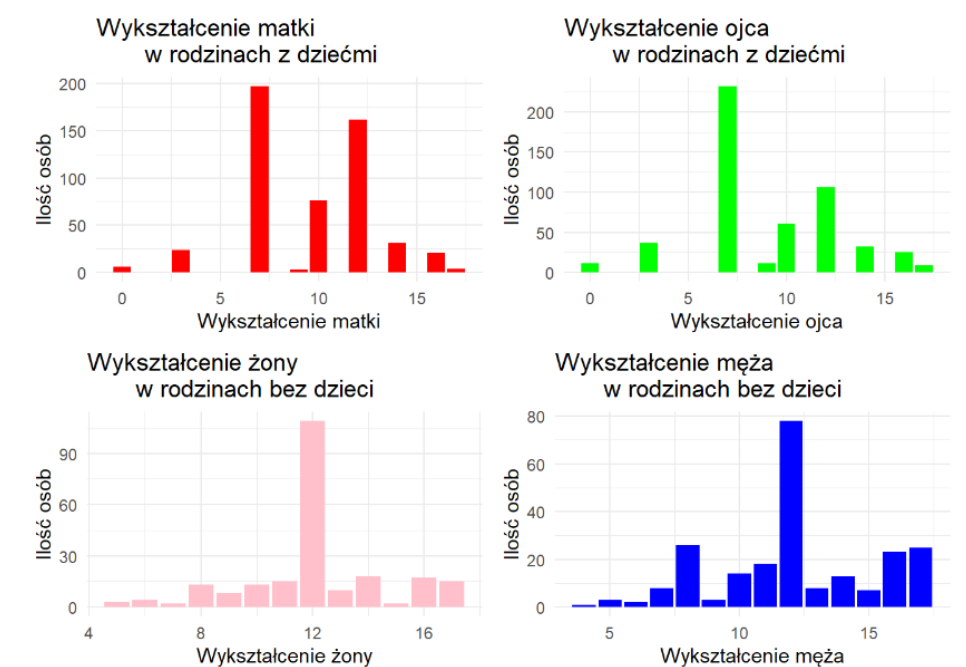 Wykształcenie matki
w rodzinach z dziećmi
Ilość osób
200
150
100
50
0
0 5 10 15
Wykształcenie matki
Wykształcenie ojca
w rodzinach z dziećmi
Ilość osób
200
150
100
50
0
0 5 10 15
Wykształcenie ojca
Wykształcenie żony
w rodzinach bez dzieci
Ilość osób
90
60
30
0
4 8 12 16
Wykształcenie żony
Wykształcenie męża
w rodzinach bez dzieci
Ilość osób
80
60
40
20
0
5 10 15
Wykształcenie męża